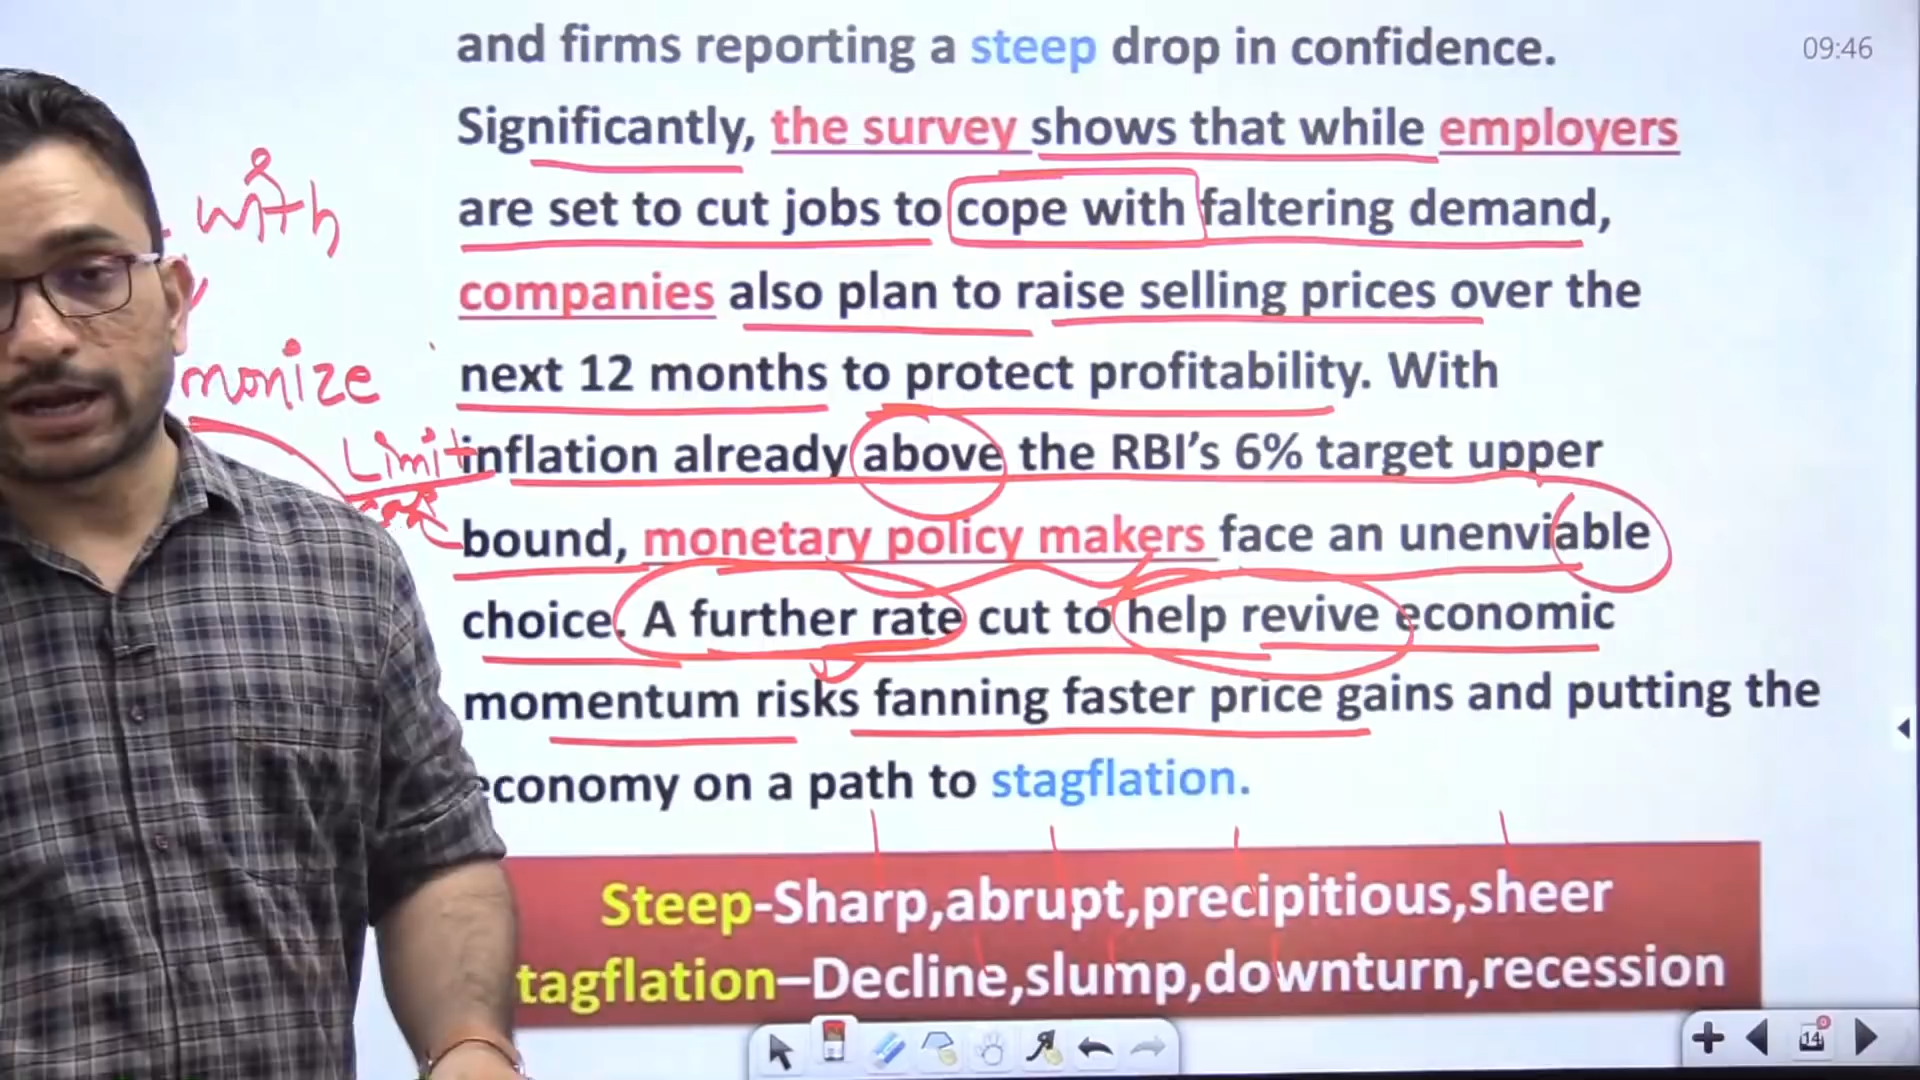 and firms reporting a steep drop in confidence.
09:46
Significantly, the survey shows that while employers
with
are set to cut jobs to cope with faltering demand,
companies also plan to raise selling prices over the
monize
next 12 months to protect profitability. With
Limit
inflation already above the RBI's 6% target upper
bound, monetary policy makers face an unenviable
choice. A further rate cut to help revive economic
momentum risks fanning faster price gains and putting the
economy on a path to stagflation.
Steep-Sharp,abrupt,precipitious,sheer
tagflation–Decline,slump,downturn,recession
14
0